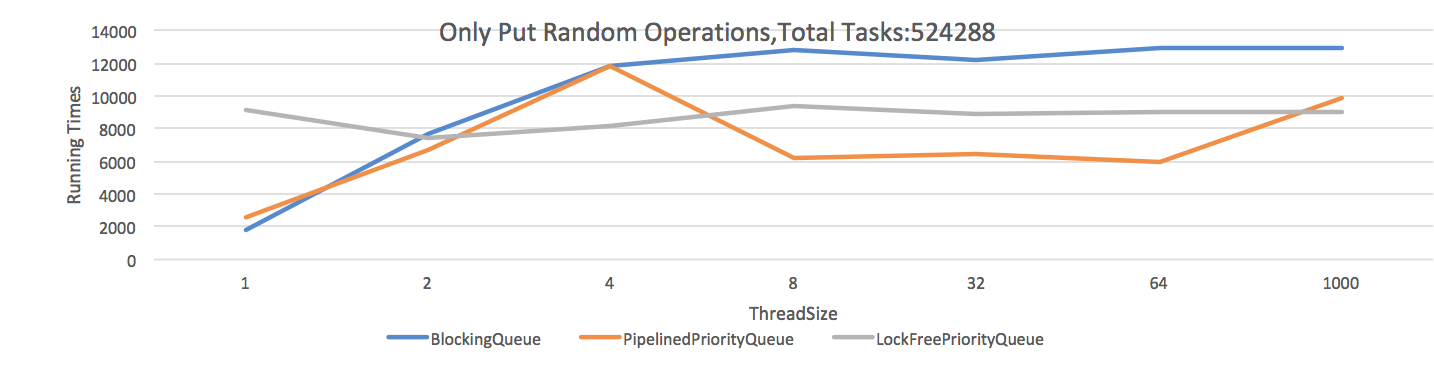 Only Put Random Operations,Total Tasks:524288
Running Times
14000
12000
10000
8000
6000
4000
2000
0
1 2 4 8 32 64 1000
ThreadSize
BlockingQueue PipelinedPriorityQueue LockFreePriorityQueue